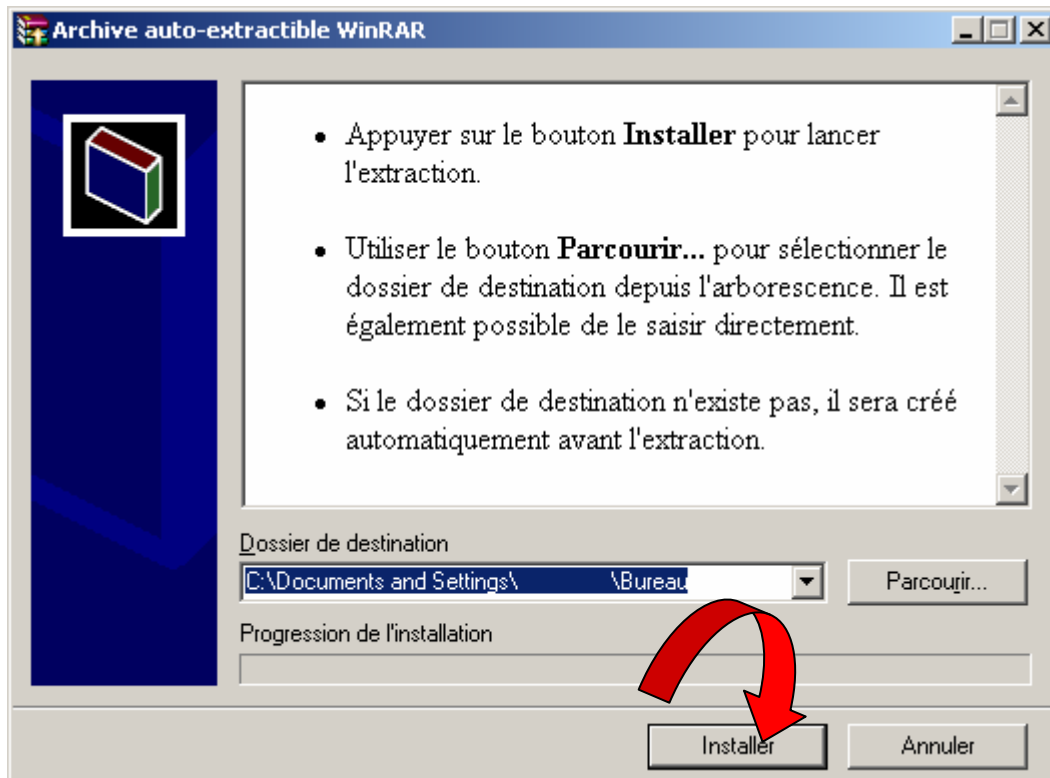 Archive auto-extractible WinRAR
• Appuyer sur le bouton Installer pour lancer
l'extraction.
• Utiliser le bouton Parcourir... pour sélectionner le
dossier de destination depuis l'arborescence. Il est
également possible de le saisir directement.
• Si le dossier de destination n'existe pas, il sera créé
automatiquement avant l'extraction.
Dossier de destination
C:\Documents and Settings\ \Bureau
Parcourir...
Progression de l'installation
Installer
Annuler